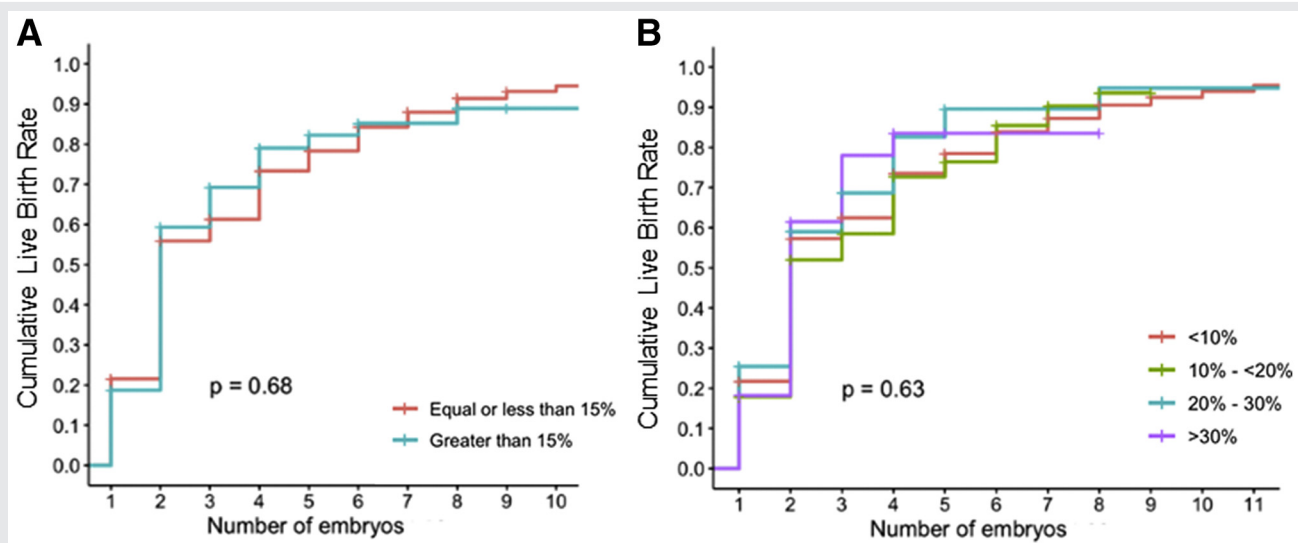 A
Cumulative Live Birth Rate
1.0
0.9
0.8
0.7
0.6
0.5
0.4
0.3
0.2
0.1
0.0
p = 0.68
Equal or less than 15%
Greater than 15%
1 2 3 4 5 6 7 8 9 10
Number of embryos
B
Cumulative Live Birth Rate
1.0
0.9
0.8
0.7
0.6
0.5
0.4
0.3
0.2
0.1
0.0
p = 0.63
<10%
10% - <20%
20% - 30%
>30%
1 2 3 4 5 6 7 8 9 10 11
Number of embryos